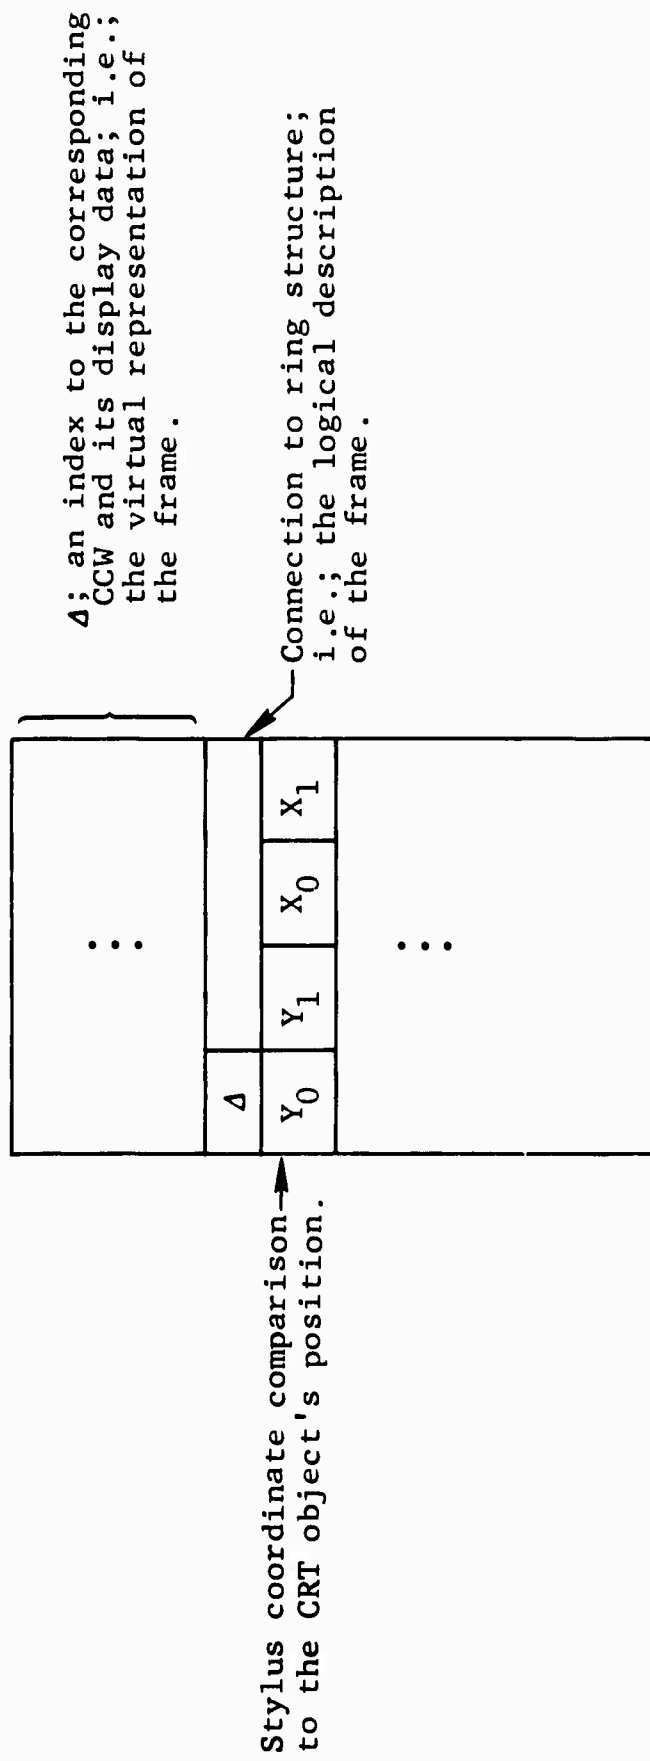 Δ; an index to the corresponding
CCW and its display data; i.e.;
the virtual representation of
the frame.
Connection to ring structure;
i.e.; the logical description
of the frame.
Δ
Y0 Y1 X0 X1
Stylus coordinate comparison
to the CRT object's position.